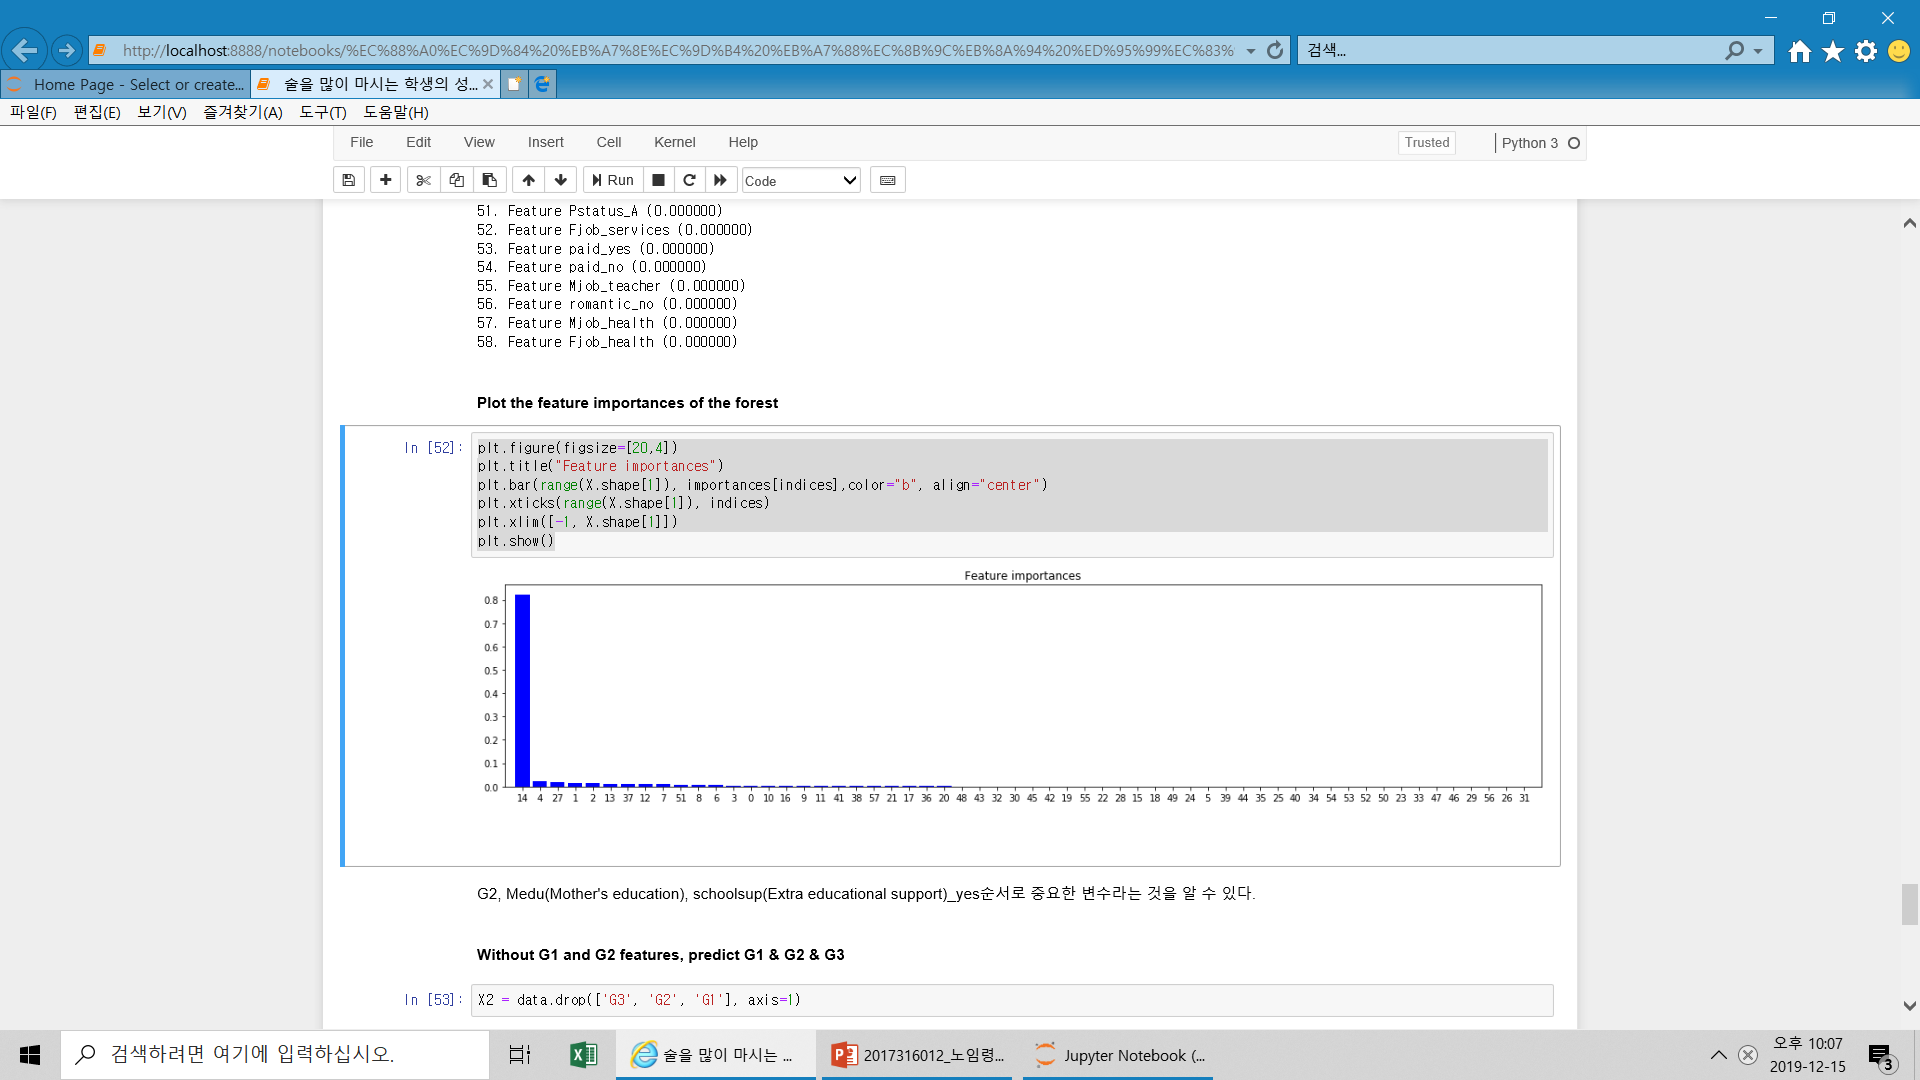 http://localhost:8888/notebooks/%EC%88%A0%EC%9D%84%20%EB%A7%8E%EC%9D%B4%20%EB%A7%88%EC%8B%9C%EB%8A%94%20%ED%95%99%EC%83%
검색...
Home Page - Select or create...
술을 많이 마시는 학생의 성...
파일(F) 편집(E) 보기(V) 즐겨찾기(A) 도구(T) 도움말(H)
File Edit View Insert Cell Kernel Help
Trusted
Python 3
Run
Code
51. Feature Pstatus_A (0.000000)
52. Feature Fjob_services (0.000000)
53. Feature paid_yes (0.000000)
54. Feature paid_no (0.000000)
55. Feature Mjob_teacher (0.000000)
56. Feature romantic_no (0.000000)
57. Feature Mjob_health (0.000000)
58. Feature Fjob_health (0.000000)
Plot the feature importances of the forest
In [52]:
plt.figure(figsize=[20,4])
plt.title("Feature importances")
plt.bar(range(X.shape[1]), importances[indices],color="b", align="center")
plt.xticks(range(X.shape[1]), indices)
plt.xlim([-1, X.shape[1]])
plt.show()
Feature importances
0.8
0.7
0.6
0.5
0.4
0.3
0.2
0.1
0.0
14 4 27 1 2 13 37 12 7 51 8 6 3 0 10 16 9 11 41 38 57 21 17 36 20 48 43 32 30 45 42 19 55 22 28 15 18 49 24 5 39 44 35 25 40 34 54 53 52 50 23 33 47 46 29 56 26 31
G2, Medu(Mother's education), schoolsup(Extra educational support)_yes순서로 중요한 변수라는 것을 알 수 있다.
Without G1 and G2 features, predict G1 & G2 & G3
In [53]:
X2 = data.drop(['G3', 'G2', 'G1'], axis=1)
검색하려면 여기에 입력하십시오.
술을 많이 마시는 ...
2017316012_노임령...
Jupyter Notebook (...
오후 10:07
2019-12-15
3